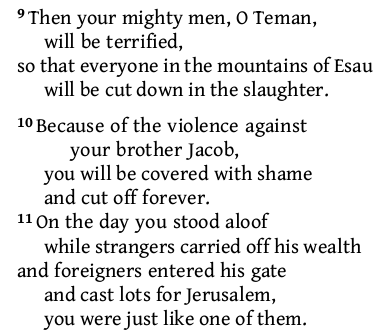 9 Then your mighty men, O Teman,
will be terrified,
so that everyone in the mountains of Esau
will be cut down in the slaughter.
10 Because of the violence against
your brother Jacob,
you will be covered with shame
and cut off forever.
11 On the day you stood aloof
while strangers carried off his wealth
and foreigners entered his gate
and cast lots for Jerusalem,
you were just like one of them.